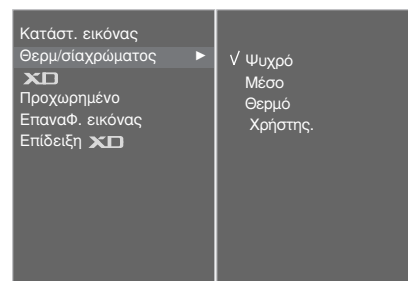 Κατάστ. εικόνας
Θερμ/σίαχρώματος ►
XD
Προχωρημένο
ΕπαναΦ. εικόνας
Επίδειξη XD
√ Ψυχρό
Μέσο
Θερμό
Χρήστης.